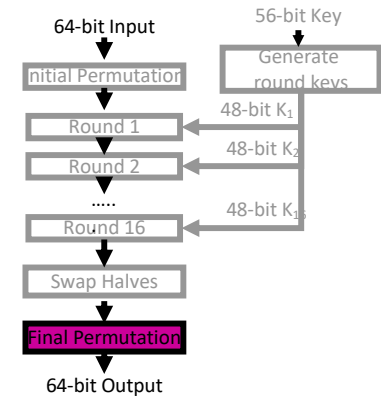 56-bit Key
64-bit Input
Generate
round keys
nitial Permutation
48-bit K1
Round 1
48-bit K2
Round 2
.....
48-bit K16
Round 16
Swap Halves
Final Permutation
64-bit Output